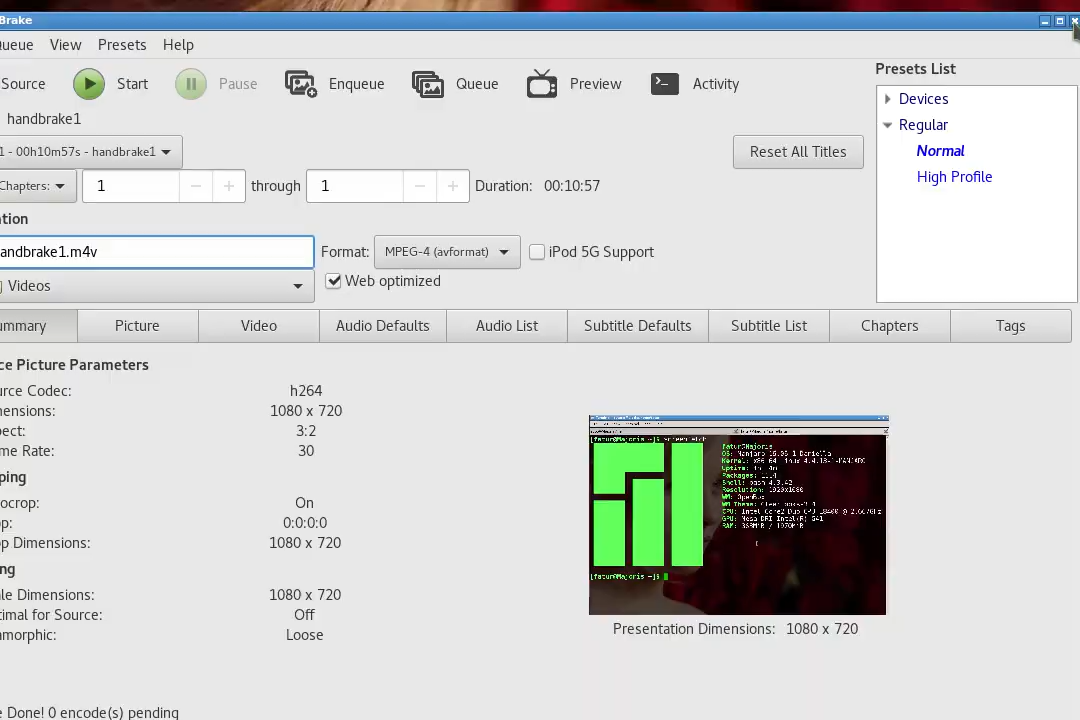 Brake
Queue View Presets Help
Source Start Pause Enqueue Queue Preview Activity
Presets List
Devices
Regular
Normal
High Profile
handbrake1
1 - 00h10m57s - handbrake1
Reset All Titles
Chapters: 1 through 1 Duration: 00:10:57
ation
andbrake1.m4v Format: MPEG-4 (avformat) iPod 5G Support
Videos Web optimized
ummary Picture Video Audio Defaults Audio List Subtitle Defaults Subtitle List Chapters Tags
ce Picture Parameters
urce Codec: h264
mensions: 1080 x 720
pect: 3:2
me Rate: 30
ping
ocrop: On
op: 0:0:0:0
op Dimensions: 1080 x 720
ng
ale Dimensions: 1080 x 720
timal for Source: Off
amorphic: Loose
Presentation Dimensions: 1080 x 720
e Done! 0 encode(s) pending